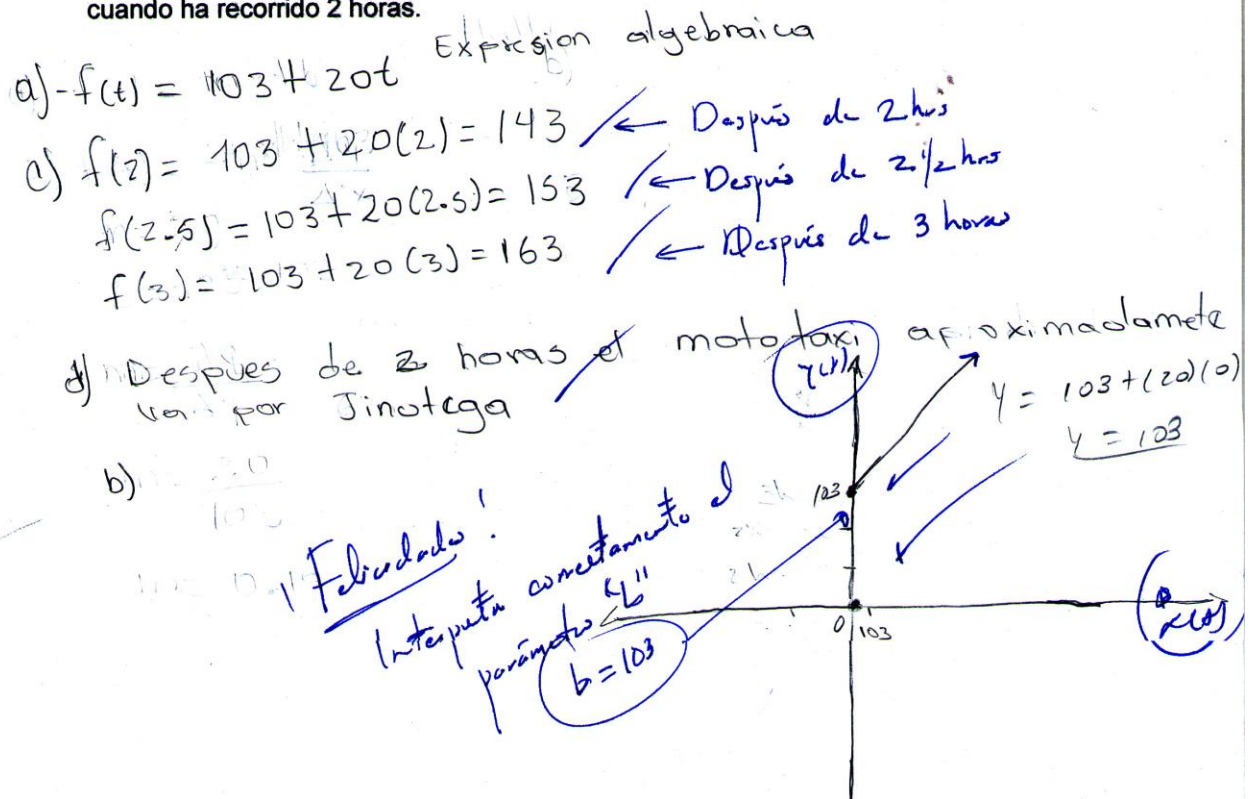 cuando ha recorrido 2 horas.
Expresion algebraica
a) - f(t) = 103 + 20t
c) f(2) = 103 + 20(2) = 143 ← Después de 2 hrs
f(2.5) = 103 + 20(2.5) = 153 ← Después de 2 1/2 hrs
f(3) = 103 + 20(3) = 163 ← Después de 3 horas
d) Despues de 2 horas el mototaxi aproximadamete
va por Jinotega
y = 103 + (20)(0)
y = 103
b)
103
¡Felicidades!
Interpreta correctamente el
parámetro "b"
b = 103
0 103